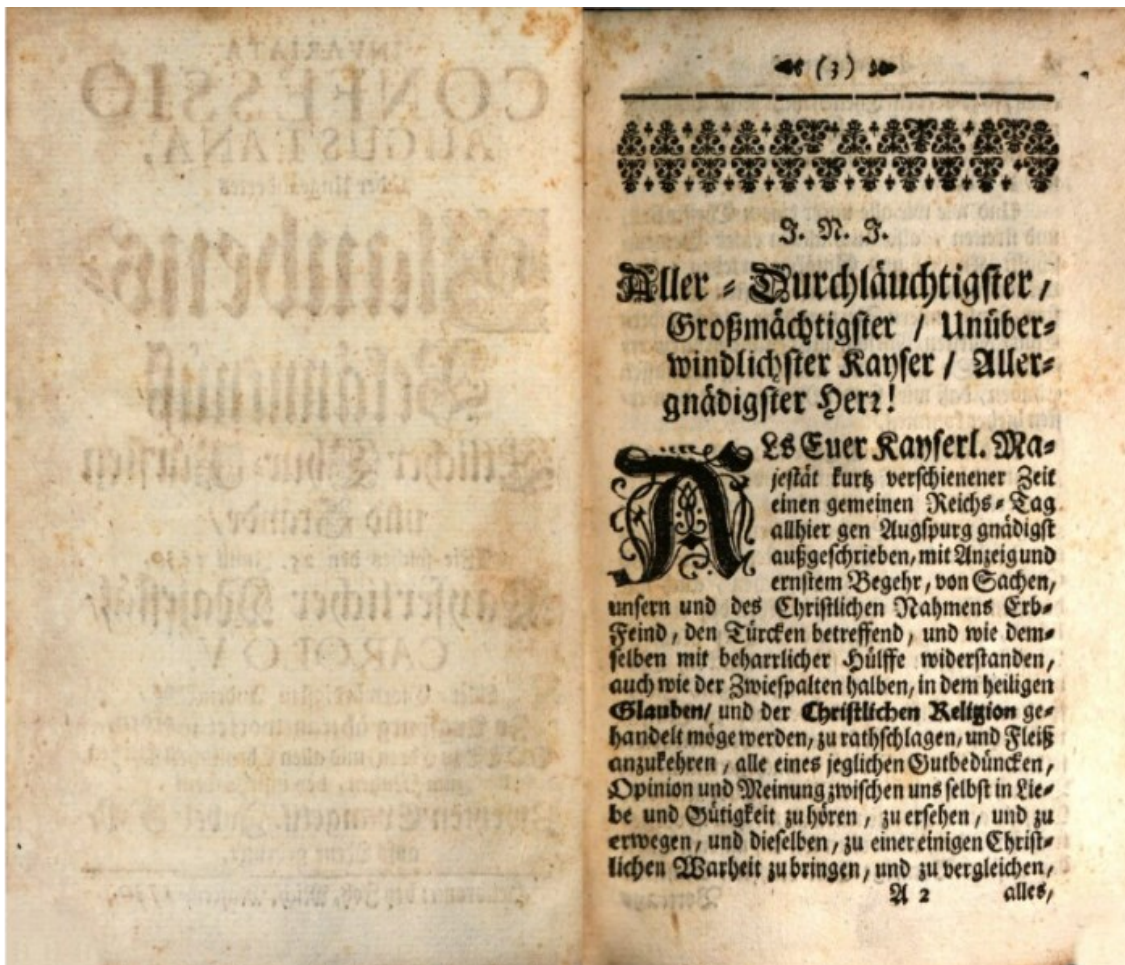 INVARIATA
CONFESSIO
AUGUSTANA,
Glaubens-
Bekäntnuß
und Stände/
CAROLO V
(3)
J. N. J.
Aller-Durchläuchtigster /
Großmächtigster / Unüber-
windlichster Kayser / Aller-
gnädigster Herr!
ALs Euer Kayserl. Ma-
jestät kurtz verschienener Zeit
einen gemeinen Reichs-Tag
allhier gen Augspurg gnädigst
außgeschrieben, mit Anzeig und
ernstem Begehr, von Sachen,
unsern und des Christlichen Nahmens Erb-
Feind, den Türcken betreffend, und wie dem-
selben mit beharrlicher Hülffe widerstanden,
auch wie der Zwiespalten halben, in dem heiligen
Glauben/ und der Christlichen Religion ge-
handelt möge werden, zu rathschlagen, und Fleiß
anzukehren, alle eines jeglichen Gutbedüncken,
Opinion und Meinung zwischen uns selbst in Lie-
be und Gütigkeit zu hören, zu ersehen, und zu
erwegen, und dieselben, zu einer einigen Christ-
lichen Warheit zu bringen, und zu vergleichen,
A 2 alles,